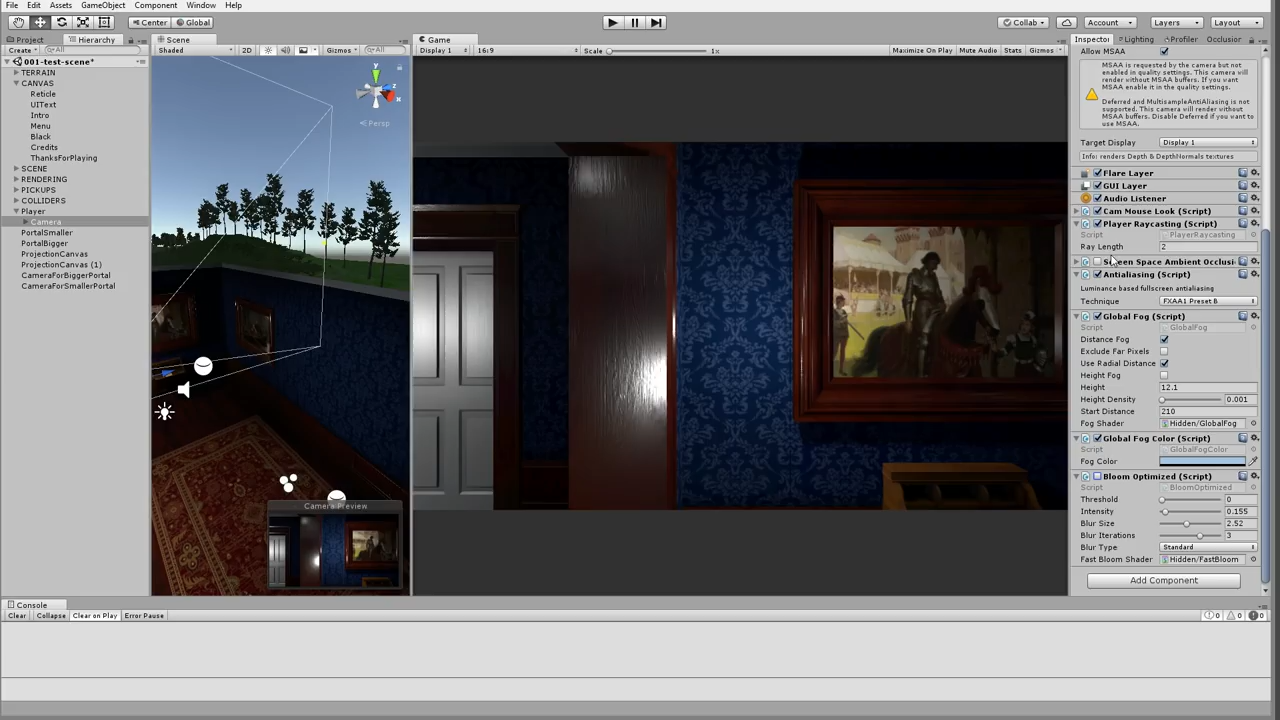 File Edit Assets GameObject Component Window Help
Center Global
Collab Account Layers Layout
Project Hierarchy
Create All
001-test-scene*
TERRAIN
CANVAS
Reticle
UIText
Intro
Menu
Black
Credits
ThanksForPlaying
SCENE
RENDERING
PICKUPS
COLLIDERS
Player
Camera
PortalSmaller
PortalBigger
ProjectionCanvas
ProjectionCanvas (1)
CameraForBiggerPortal
CameraForSmallerPortal
Scene
Shaded 2D Gizmos All
y
x
Persp
Camera Preview
Game
Display 1 16:9 Scale 1x Maximize On Play Mute Audio Stats Gizmos
Inspector Lighting Profiler Occlusion
Allow MSAA
MSAA is requested by the camera but not
enabled in quality settings. This camera will
render without MSAA buffers. If you want
MSAA enable it in the quality settings.
Deferred and MultisampleAntiAliasing is not
supported. This camera will render without
MSAA buffers. Disable Deferred if you want to
use MSAA.
Target Display Display 1
Info: renders Depth & DepthNormals textures
Flare Layer
GUI Layer
Audio Listener
Cam Mouse Look (Script)
Player Raycasting (Script)
Script PlayerRaycasting
Ray Length 2
Screen Space Ambient Occlusi
Antialiasing (Script)
Luminance based fullscreen antialiasing
Technique FXAA1 Preset B
Global Fog (Script)
Script GlobalFog
Distance Fog
Exclude Far Pixels
Use Radial Distance
Height Fog
Height 12.1
Height Density 0.001
Start Distance 210
Fog Shader Hidden/GlobalFog
Global Fog Color (Script)
Script GlobalFogColor
Fog Color
Bloom Optimized (Script)
Script BloomOptimized
Threshold 0
Intensity 0.155
Blur Size 2.52
Blur Iterations 3
Blur Type Standard
Fast Bloom Shader Hidden/FastBloom
Add Component
Console
Clear Collapse Clear on Play Error Pause 0 0 0